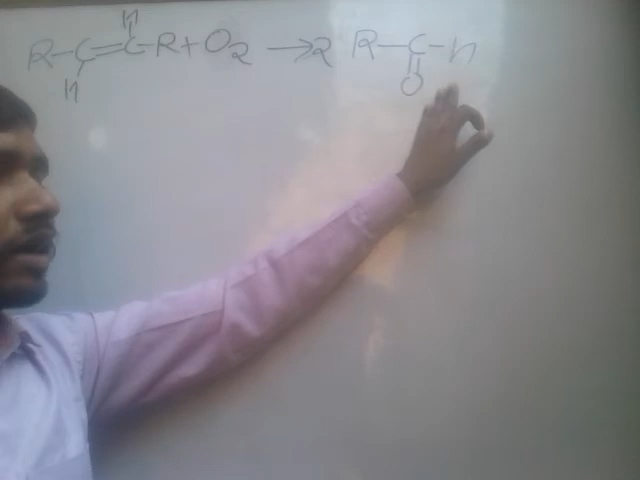 H
R-C=C-R+O2 →2 R-C-H
H O